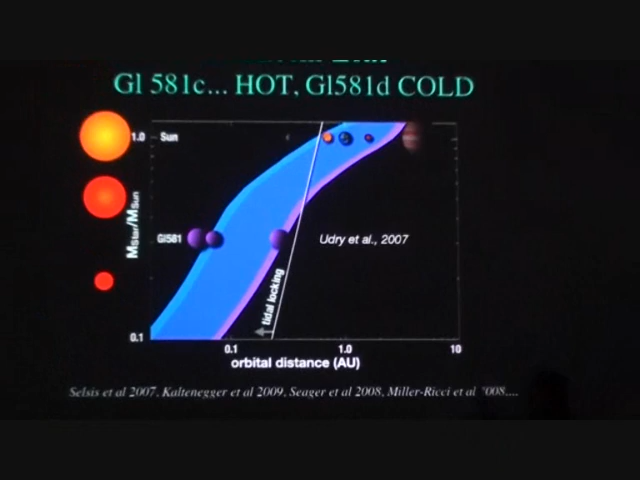 Gl 581c... HOT, Gl581d COLD
1.0
Sun
MStar/MSun
Gl581
Udry et al., 2007
tidal locking
0.1
0.1 1.0 10
orbital distance (AU)
Selsis et al 2007, Kaltenegger et al 2009, Seager et al 2008, Miller-Ricci et al '008....